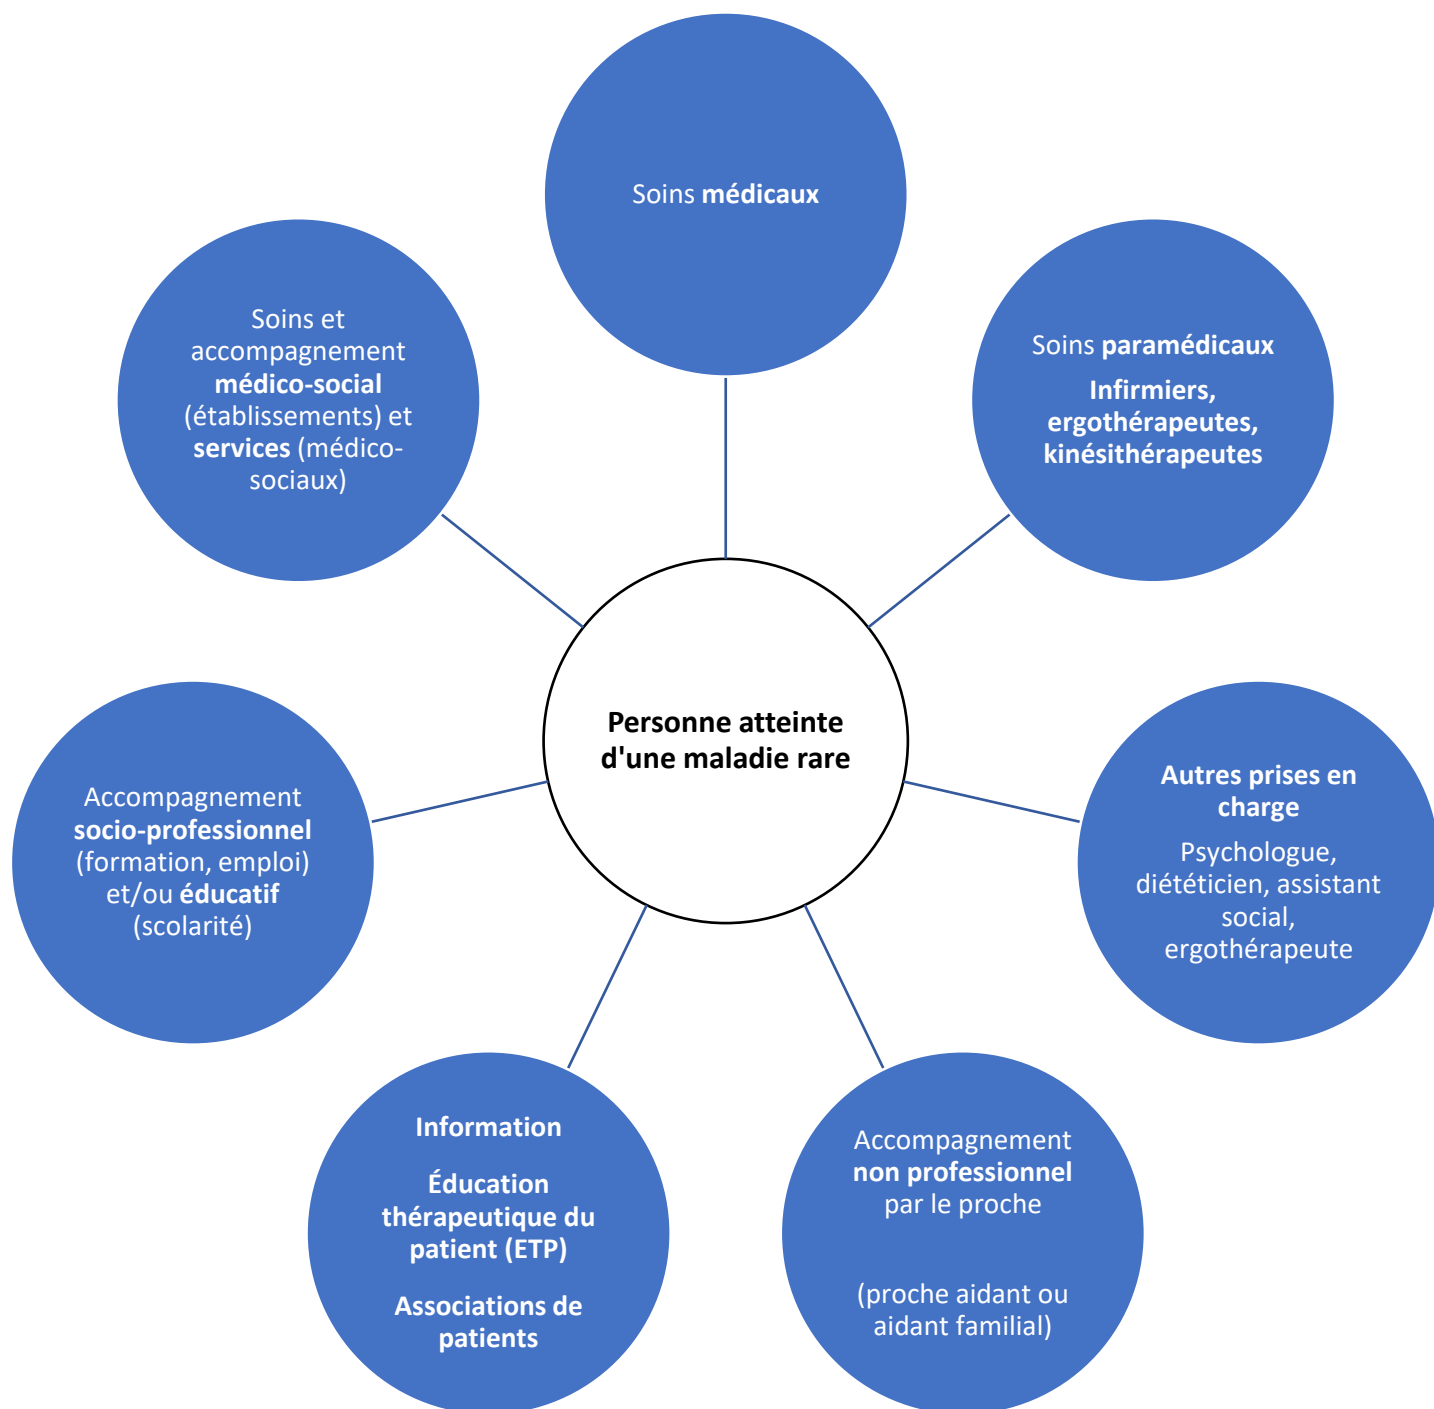 Soins médicaux
Soins et
accompagnement
médico-social
(établissements) et
services (médico-
sociaux)
Soins paramédicaux
Infirmiers,
ergothérapeutes,
kinésithérapeutes
Personne atteinte
d'une maladie rare
Accompagnement
socio-professionnel
(formation, emploi)
et/ou éducatif
(scolarité)
Autres prises en
charge
Psychologue,
diététicien, assistant
social,
ergothérapeute
Information
Éducation
thérapeutique du
patient (ETP)
Associations de
patients
Accompagnement
non professionnel
par le proche
(proche aidant ou
aidant familial)